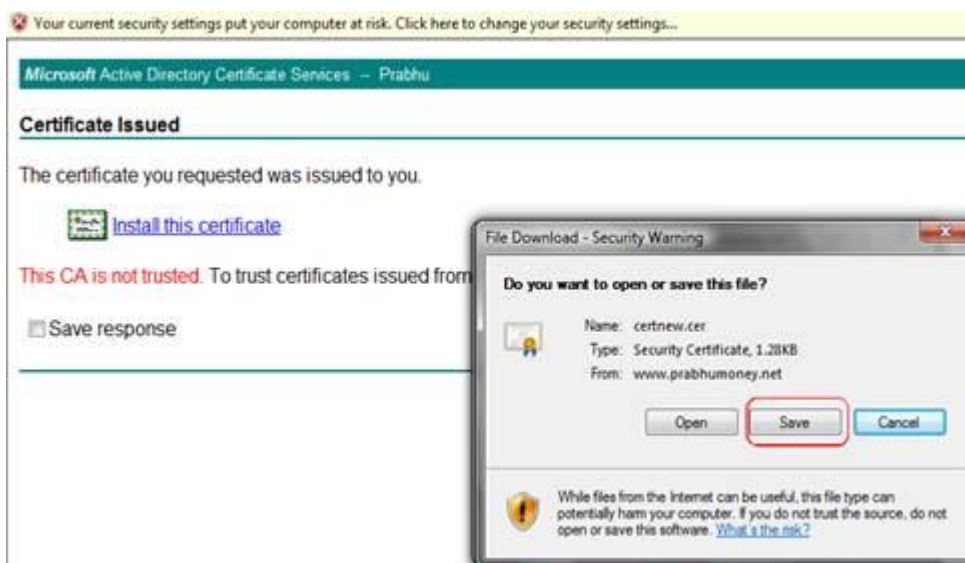 Your current security settings put your computer at risk. Click here to change your security settings...
Microsoft Active Directory Certificate Services -- Prabhu
Certificate Issued
The certificate you requested was issued to you.
Install this certificate
This CA is not trusted. To trust certificates issued from
Save response
File Download - Security Warning
Do you want to open or save this file?
Name: certnew.cer
Type: Security Certificate, 1.28KB
From: www.prabhumoney.net
Open Save Cancel
While files from the Internet can be useful, this file type can
potentially harm your computer. If you do not trust the source, do not
open or save this software. What's the risk?